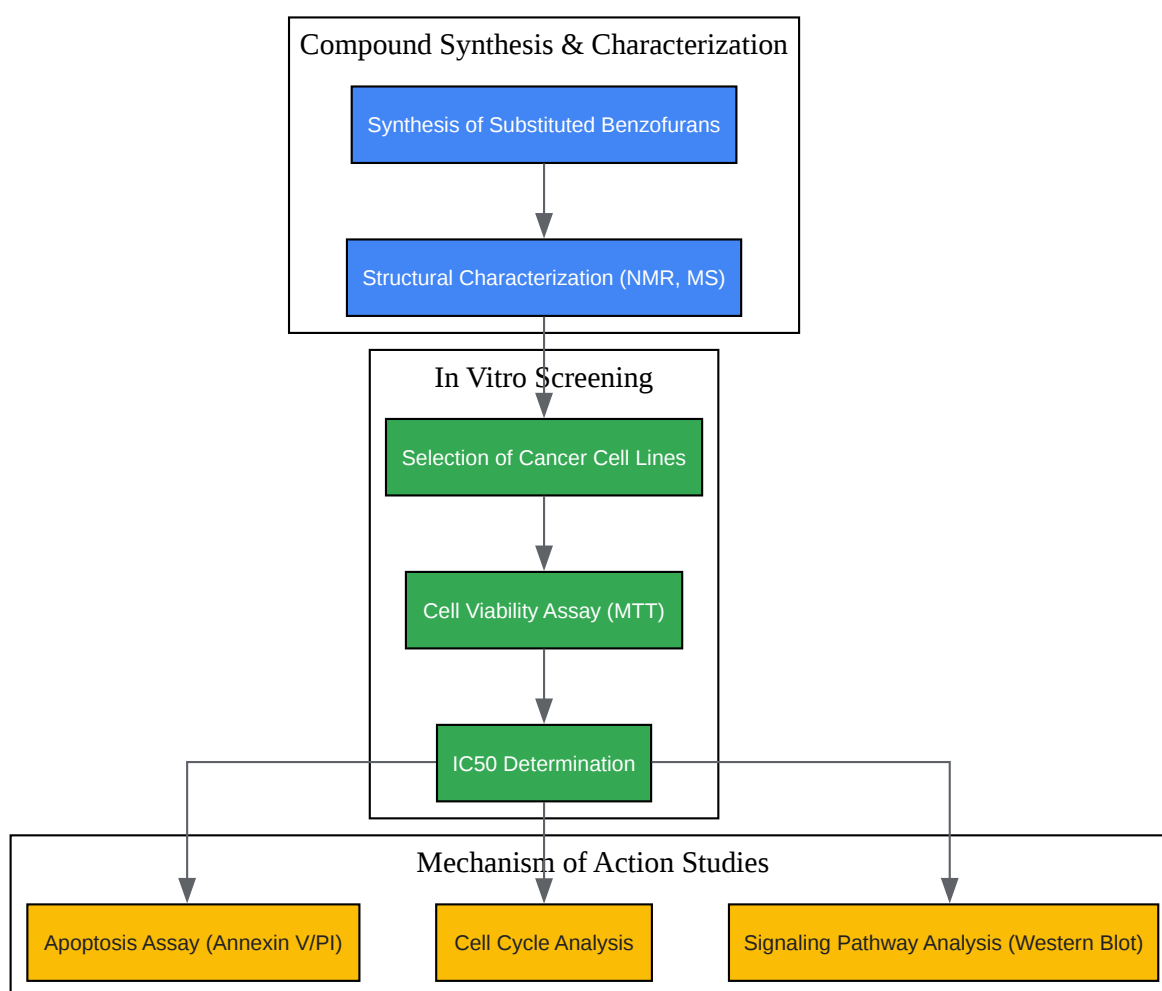 Compound Synthesis & Characterization
Synthesis of Substituted Benzofurans
Structural Characterization (NMR, MS)
In Vitro Screening
Selection of Cancer Cell Lines
Cell Viability Assay (MTT)
IC50 Determination
Mechanism of Action Studies
Apoptosis Assay (Annexin V/PI)
Cell Cycle Analysis
Signaling Pathway Analysis (Western Blot)